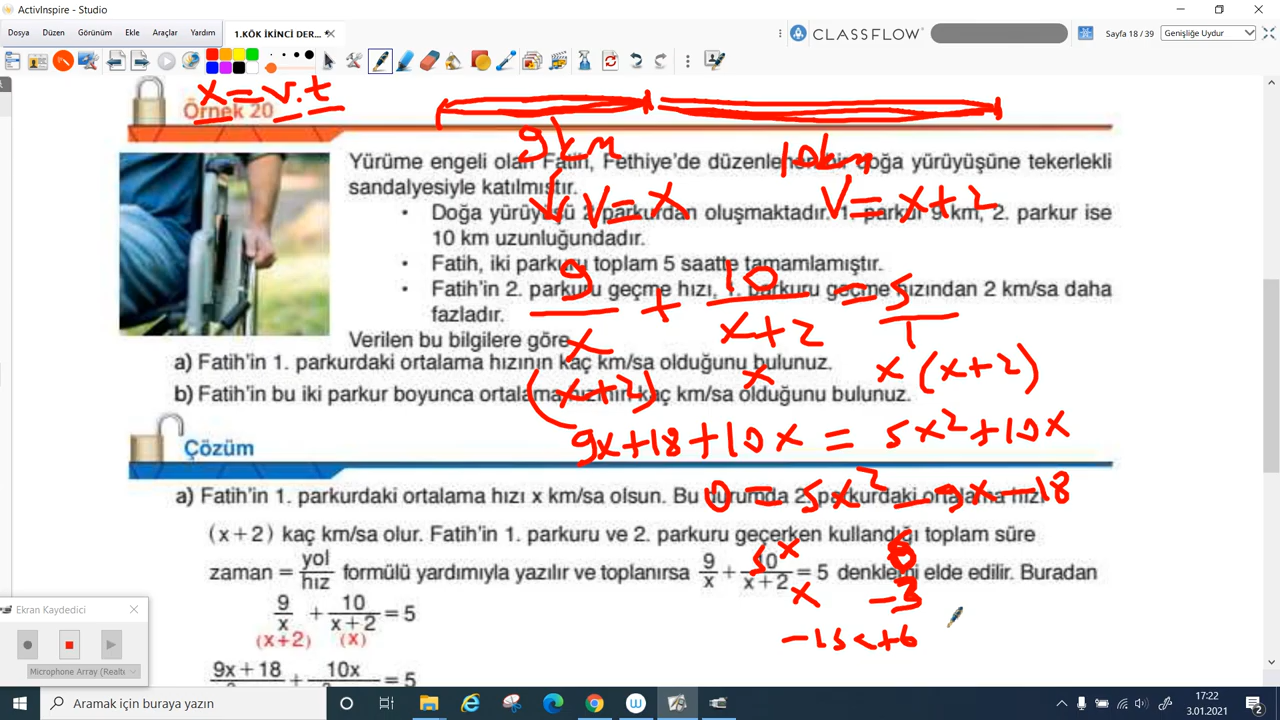 ActivInspire - Studio
Dosya Düzen Görünüm Ekle Araçlar Yardım
1.KÖK İKİNCİ DER
CLASSFLOW
Sayfa 18 / 39
Genişliğe Uydur
x = v.t
Örnek 20
9km
10km
Yürüme engeli olan Fatih, Fethiye'de düzenlenen bir doğa yürüyüşüne tekerlekli
sandalyesiyle katılmıştır.
V = x
V = x+2
• Doğa yürüyüşü 2 parkurdan oluşmaktadır. 1. parkur 9 km, 2. parkur ise
10 km uzunluğundadır.
• Fatih, iki parkuru toplam 5 saatte tamamlamıştır.
• Fatih'in 2. parkuru geçme hızı, 1. parkuru geçme hızından 2 km/sa daha
fazladır.
9/x + 10/x+2 = 5/1
Verilen bu bilgilere göre
a) Fatih'in 1. parkurdaki ortalama hızının kaç km/sa olduğunu bulunuz.
(x+2) x x(x+2)
b) Fatih'in bu iki parkur boyunca ortalama hızının kaç km/sa olduğunu bulunuz.
9x+18+10x = 5x²+10x
Çözüm
0 = 5x²-9x-18
a) Fatih'in 1. parkurdaki ortalama hızı x km/sa olsun. Bu durumda 2. parkurdaki ortalama hız
(x+2) kaç km/sa olur. Fatih'in 1. parkuru ve 2. parkuru geçerken kullandığı toplam süre
5x 6
zaman = yol/hız formülü yardımıyla yazılır ve toplanırsa 9/x + 10/x+2 = 5 denklemi elde edilir. Buradan
x -3
9/x + 10/x+2 = 5
(x+2) (x)
-15x+6
9x+18 + 10x = 5
Ekran Kaydedici
Microphone Array (Realt
Aramak için buraya yazın
17:22
3.01.2021
2